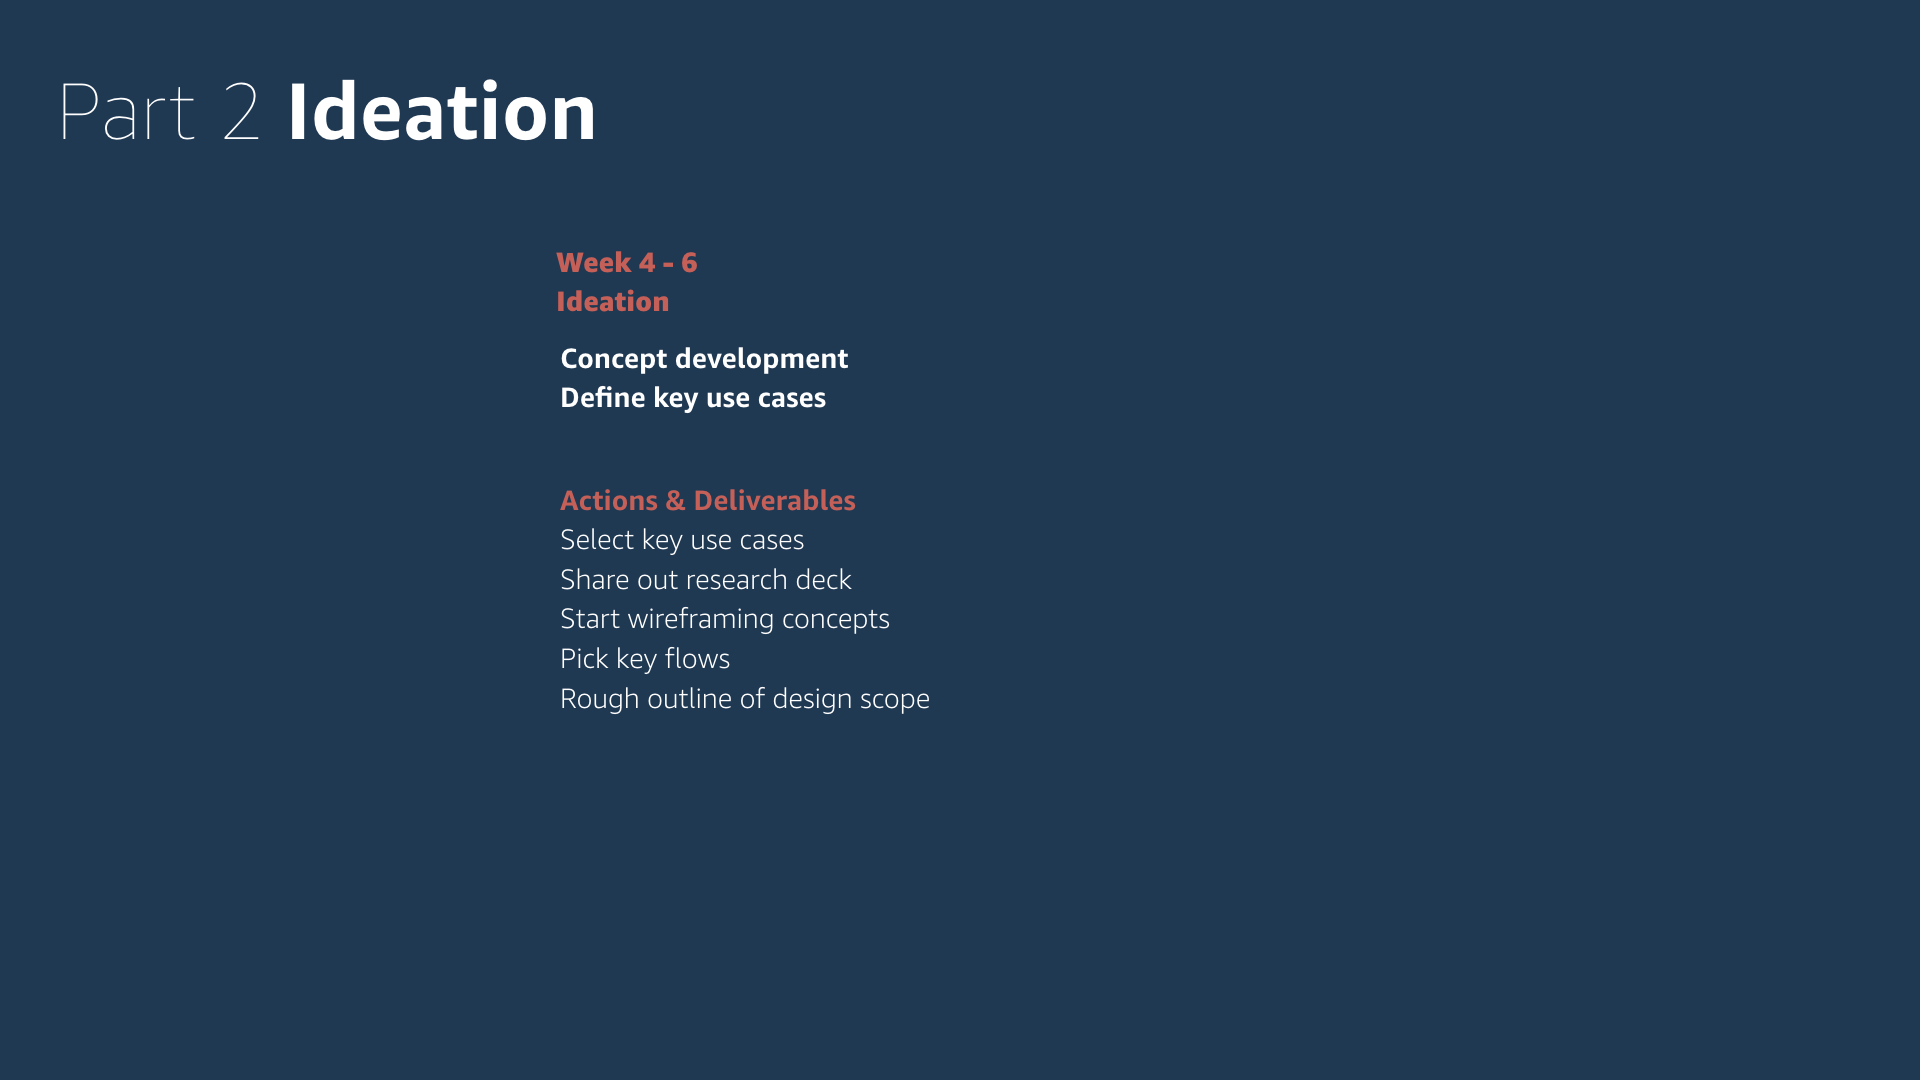 Part 2 Ideation
Week 4 - 6
Ideation
Concept development
Define key use cases
Actions & Deliverables
Select key use cases
Share out research deck
Start wireframing concepts
Pick key flows
Rough outline of design scope